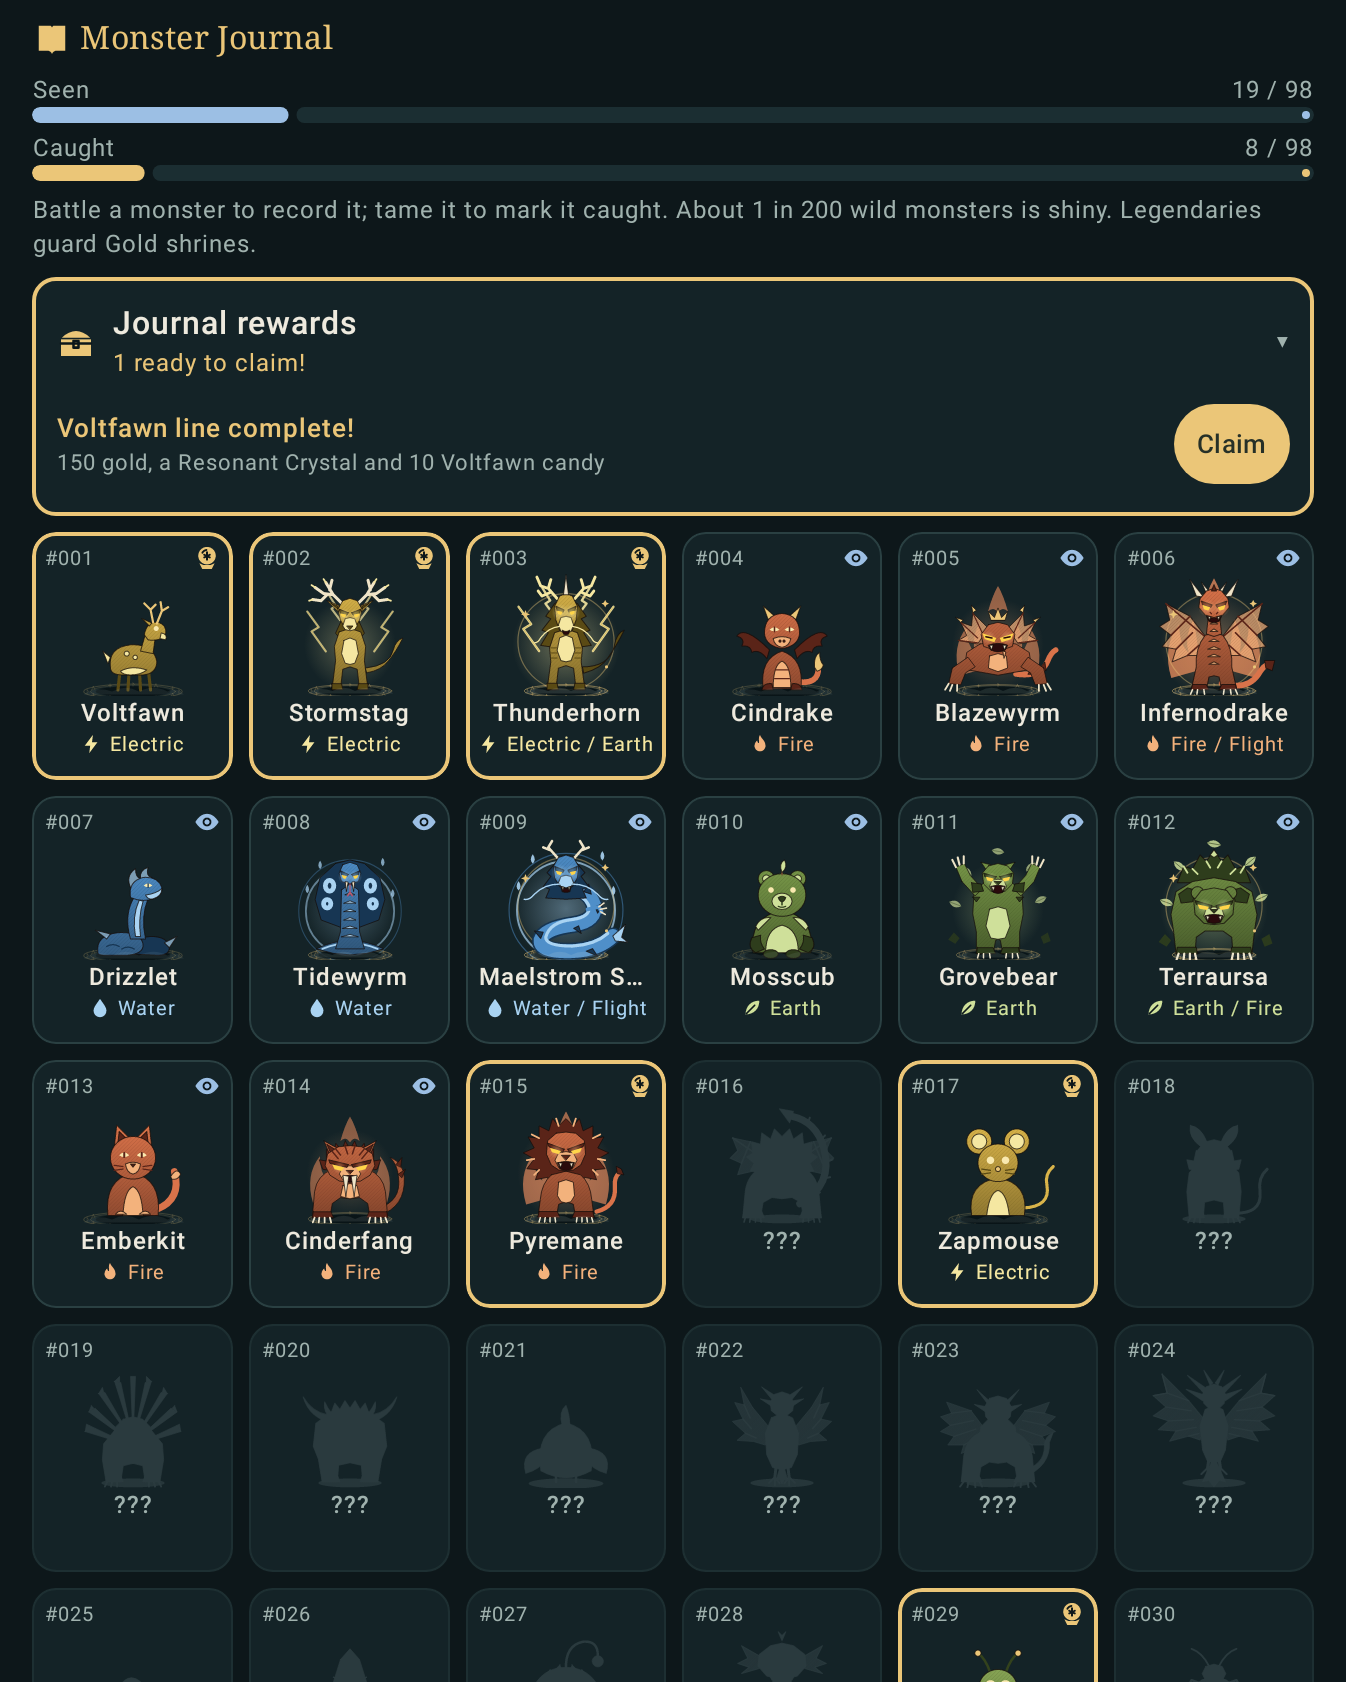 Monster Journal
Seen 19 / 98
Caught 8 / 98
Battle a monster to record it; tame it to mark it caught. About 1 in 200 wild monsters is shiny. Legendaries
guard Gold shrines.
Journal rewards
1 ready to claim!
Voltfawn line complete!
150 gold, a Resonant Crystal and 10 Voltfawn candy
Claim
#001 #002 #003 #004 #005 #006
Voltfawn Stormstag Thunderhorn Cindrake Blazewyrm Infernodrake
Electric Electric Electric / Earth Fire Fire Fire / Flight
#007 #008 #009 #010 #011 #012
Drizzlet Tidewyrm Maelstrom S... Mosscub Grovebear Terraursa
Water Water Water / Flight Earth Earth Earth / Fire
#013 #014 #015 #016 #017 #018
Emberkit Cinderfang Pyremane ??? Zapmouse ???
Fire Fire Fire Electric
#019 #020 #021 #022 #023 #024
??? ??? ??? ??? ??? ???
#025 #026 #027 #028 #029 #030